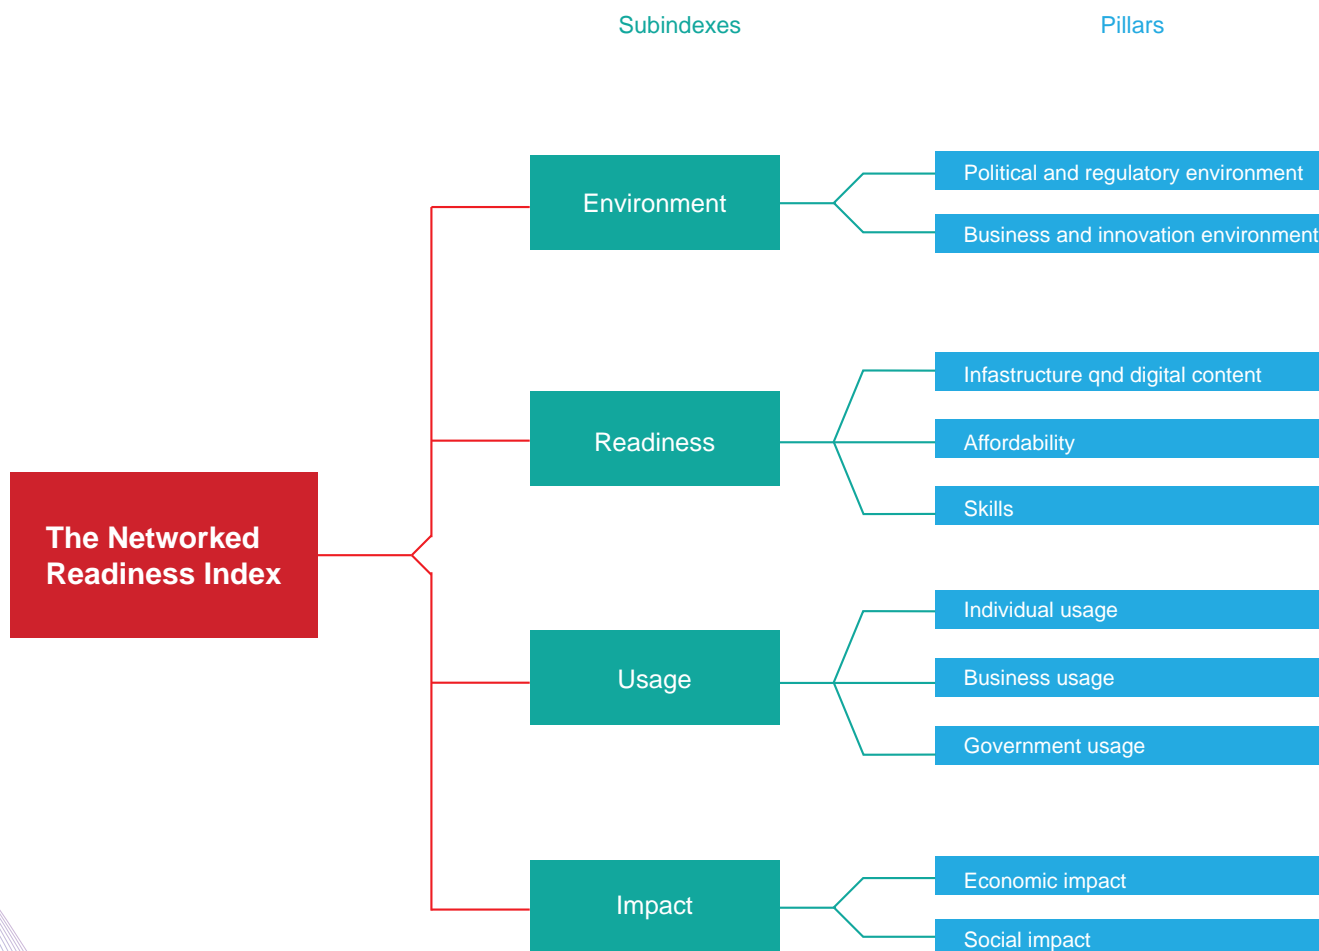 Subindexes
Pillars
The Networked
Readiness Index
Environment
Political and regulatory environment
Business and innovation environment
Readiness
Infastructure qnd digital content
Affordability
Skills
Usage
Individual usage
Business usage
Government usage
Impact
Economic impact
Social impact